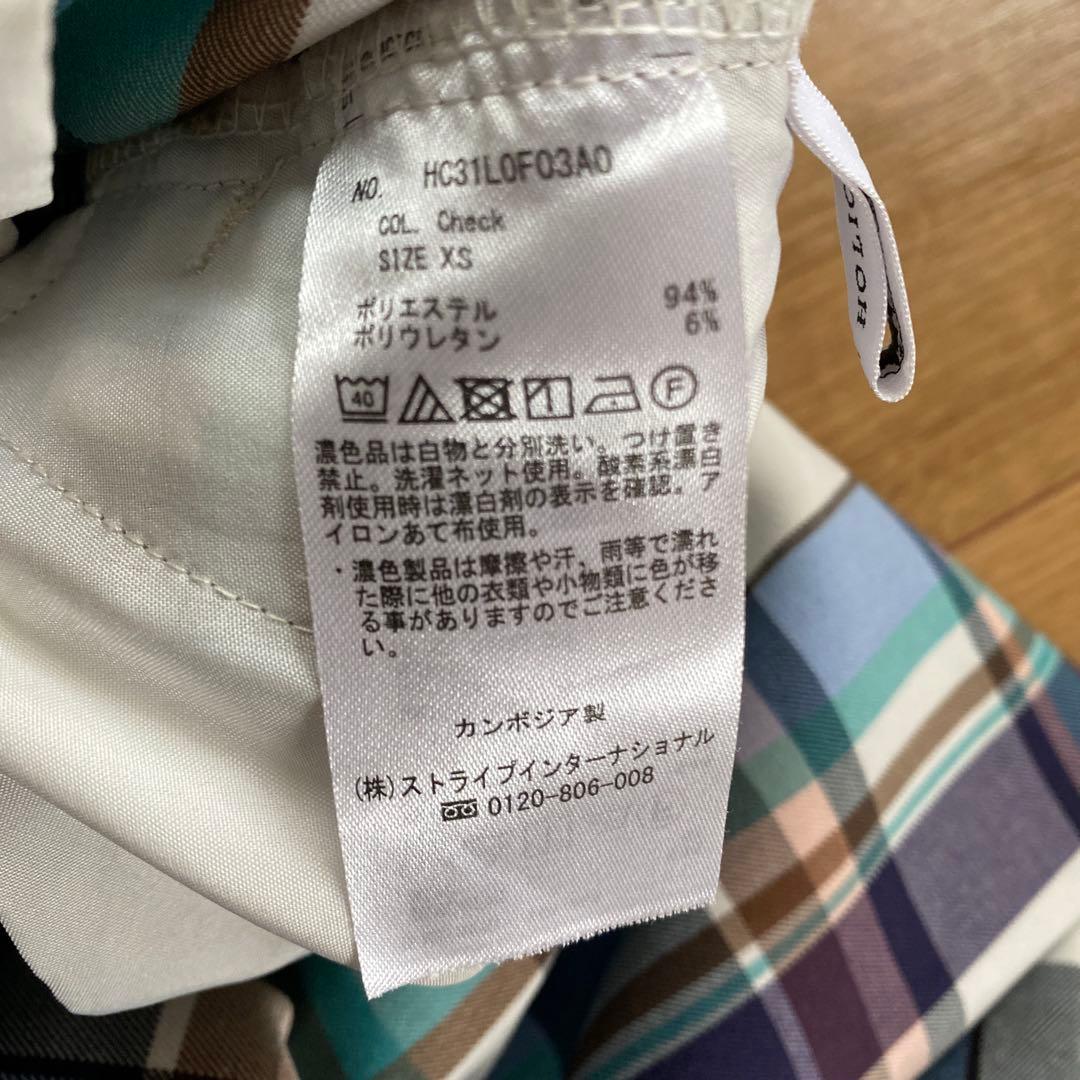 NO. HC31L0F03A0
COL. Check
SIZE XS
ポリエステル 94%
ポリウレタン 6%
40
F
濃色品は白物と分別洗い。つけ置き
禁止。洗濯ネット使用。酸素系漂白
剤使用時は漂白剤の表示を確認。ア
イロンあて布使用。
・濃色製品は摩擦や汗、雨等で濡れ
た際に他の衣類や小物類に色が移
る事がありますのでご注意くださ
い。
カンボジア製
(株)ストライプインターナショナル
0120-806-008